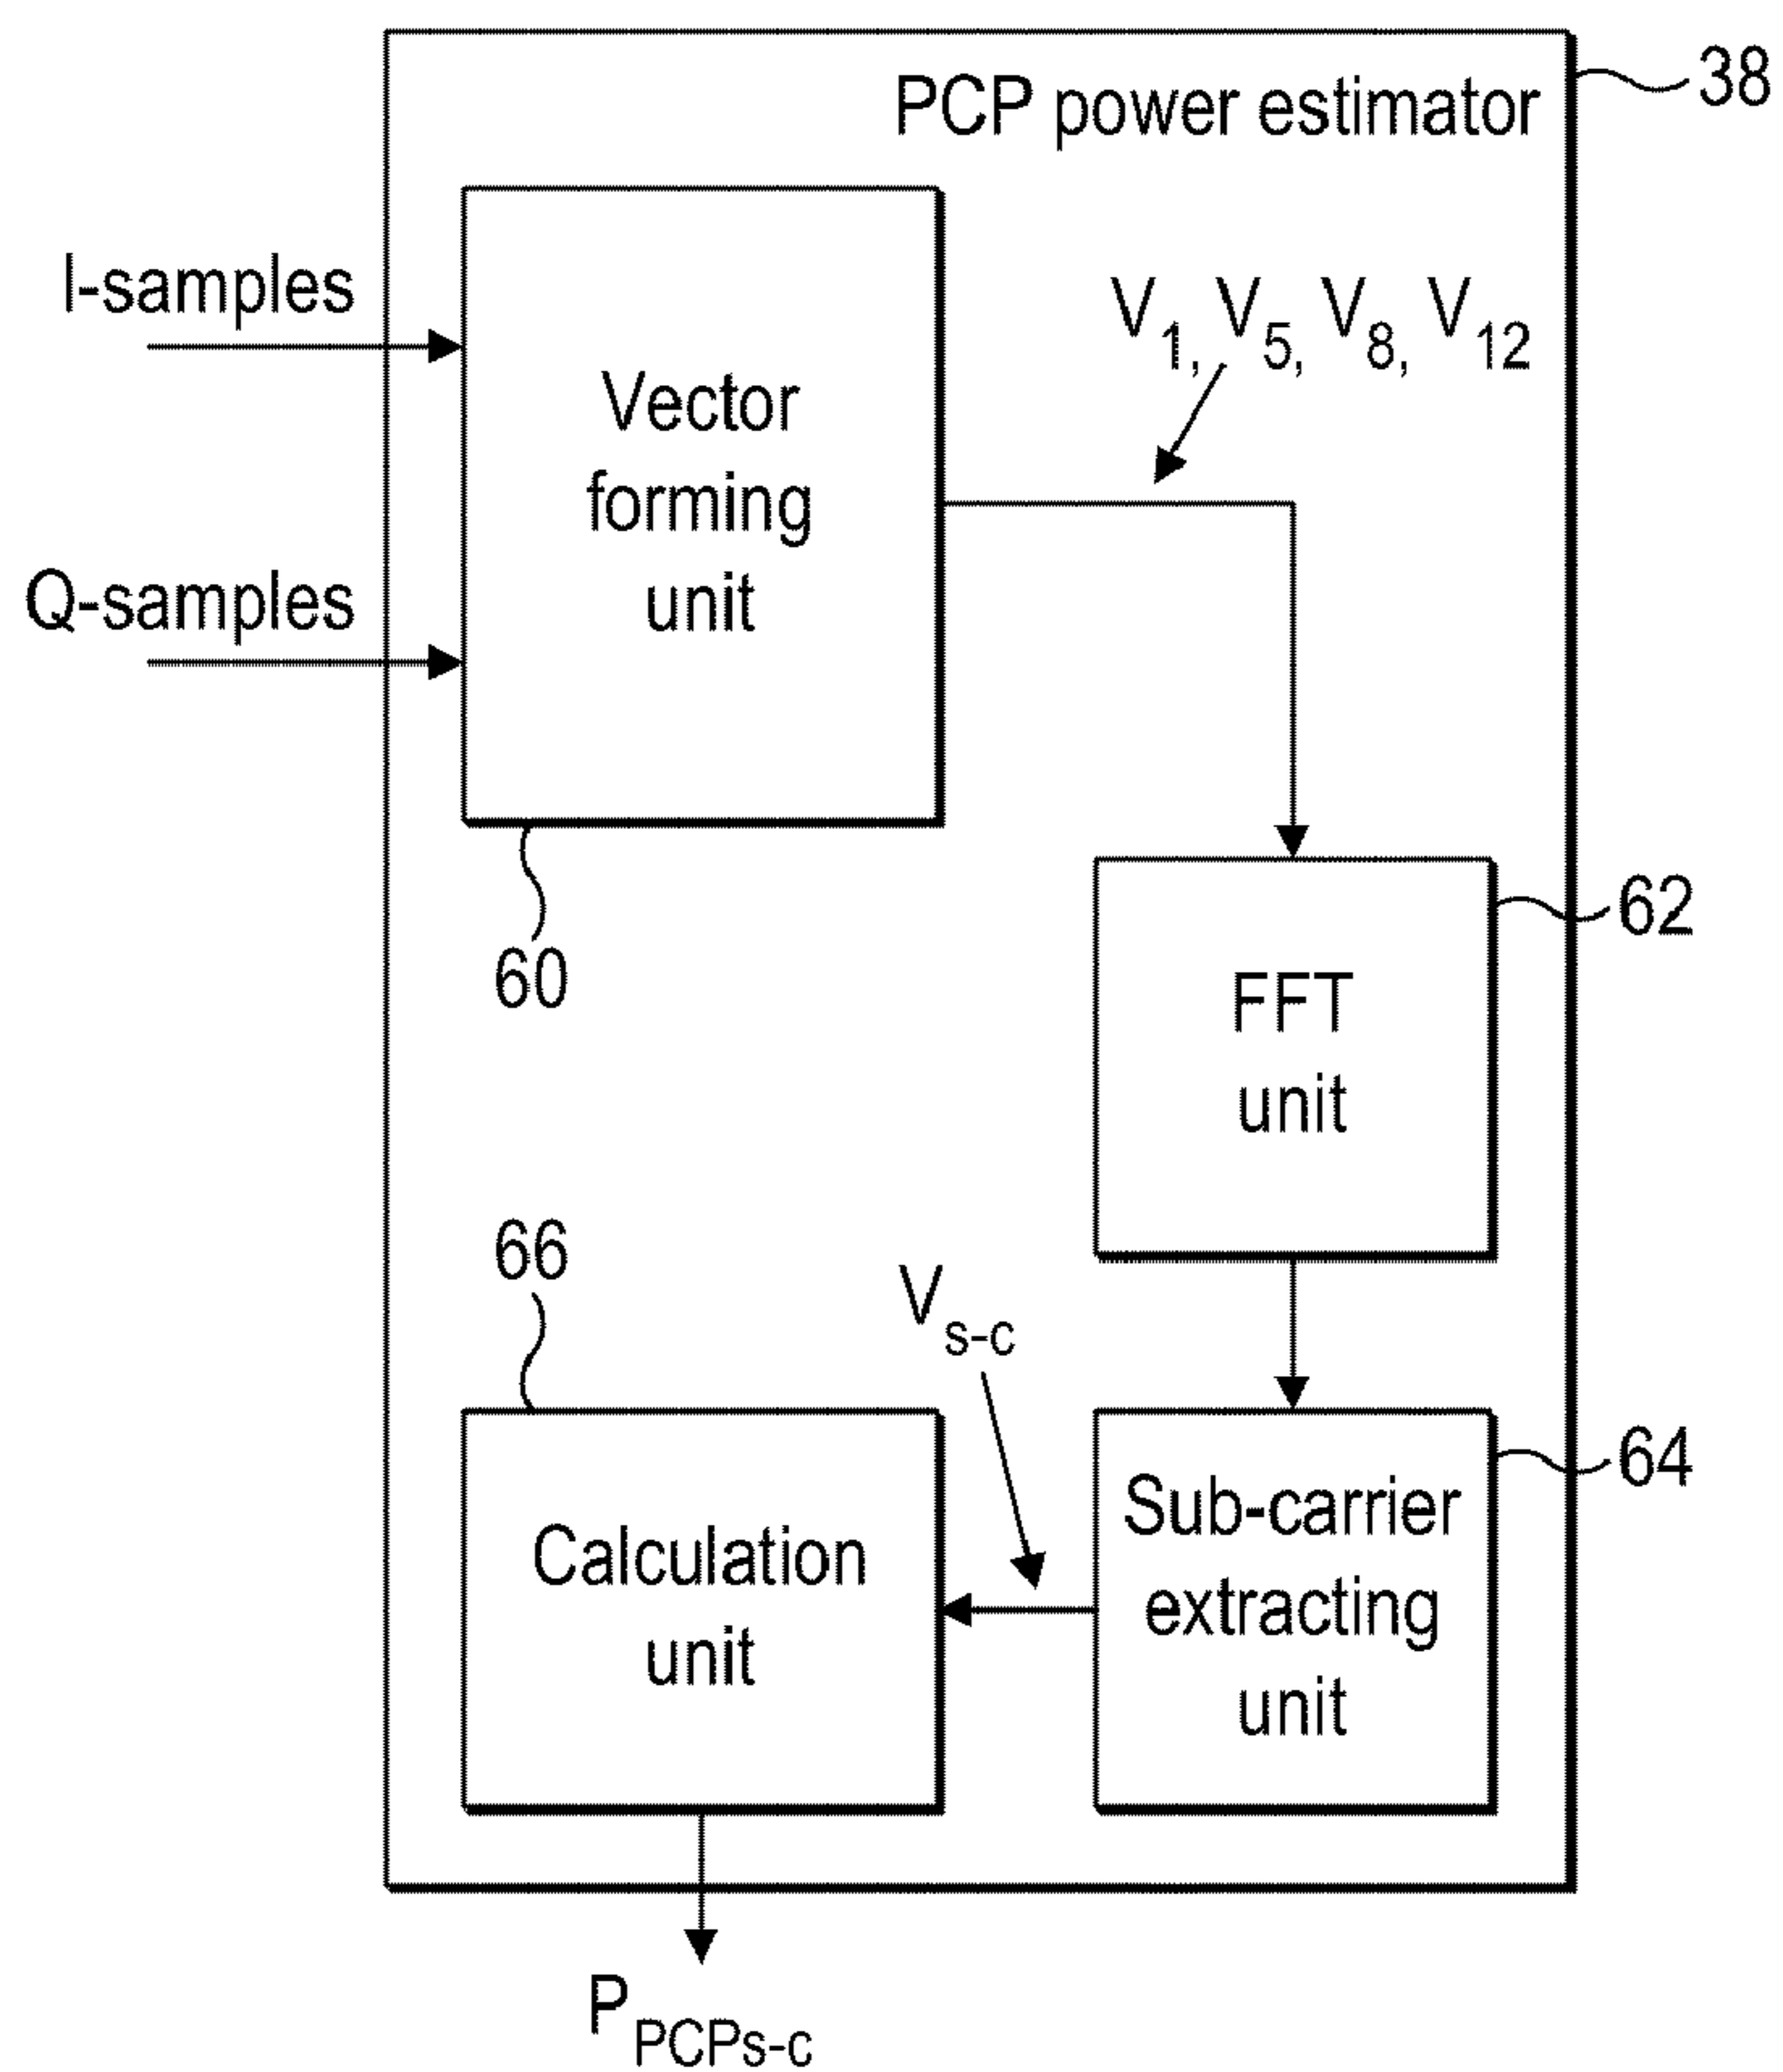 PCP power estimator
38
I-samples
Q-samples
Vector
forming
unit
V1, V5, V8, V12
60
62
FFT
unit
66
Vs-c
64
Sub-carrier
extracting
unit
Calculation
unit
PPCPs-c